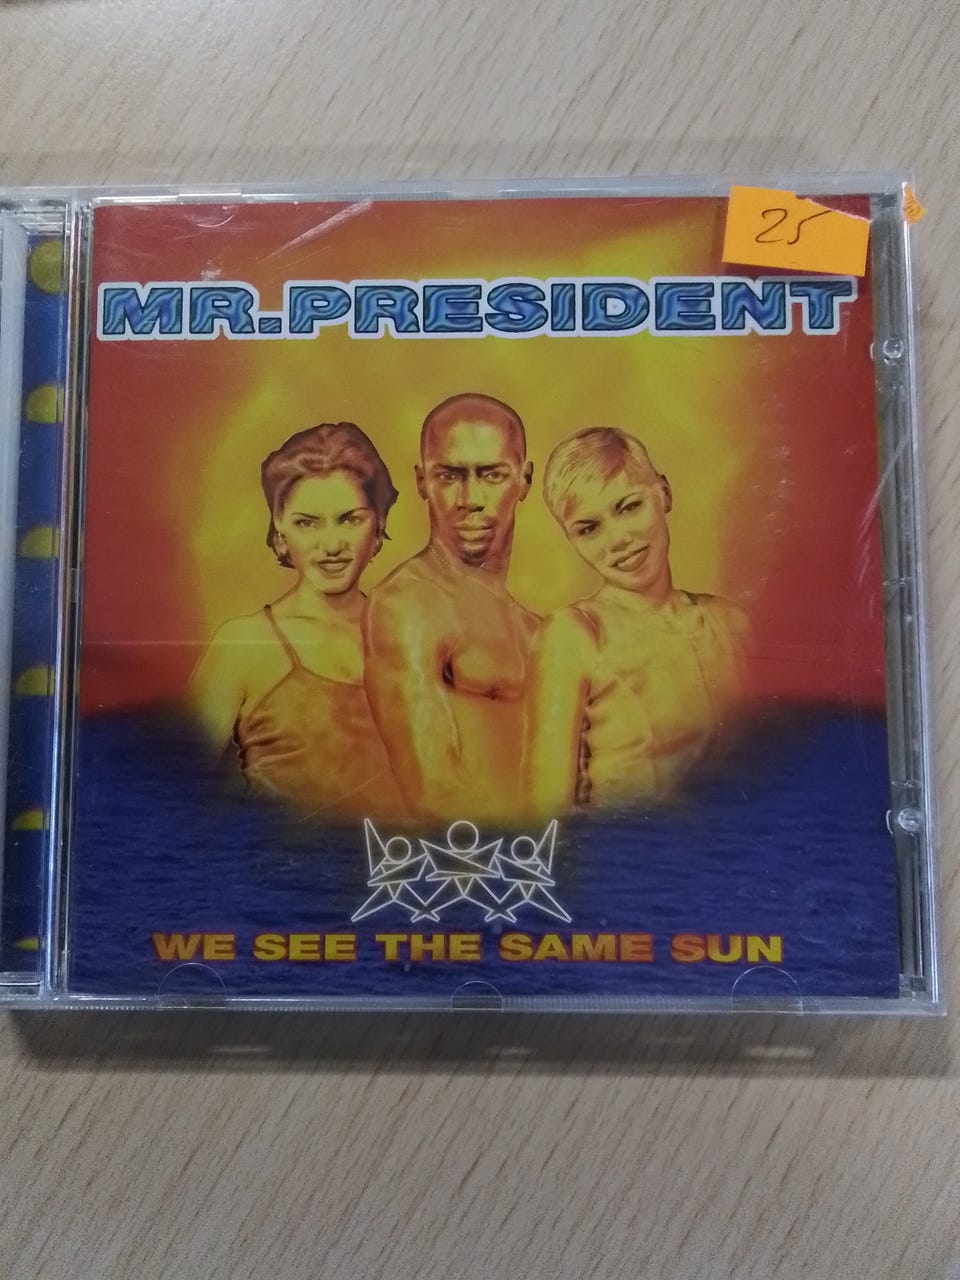 25
MR.PRESIDENT
WE SEE THE SAME SUN